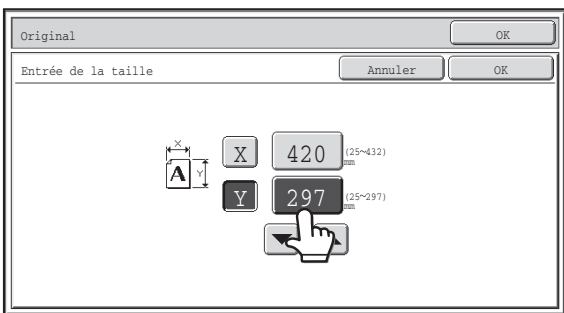 Original OK
Entrée de la taille Annuler OK
X
X 420 (25~432)
mm
A Y
Y 297 (25~297)
mm